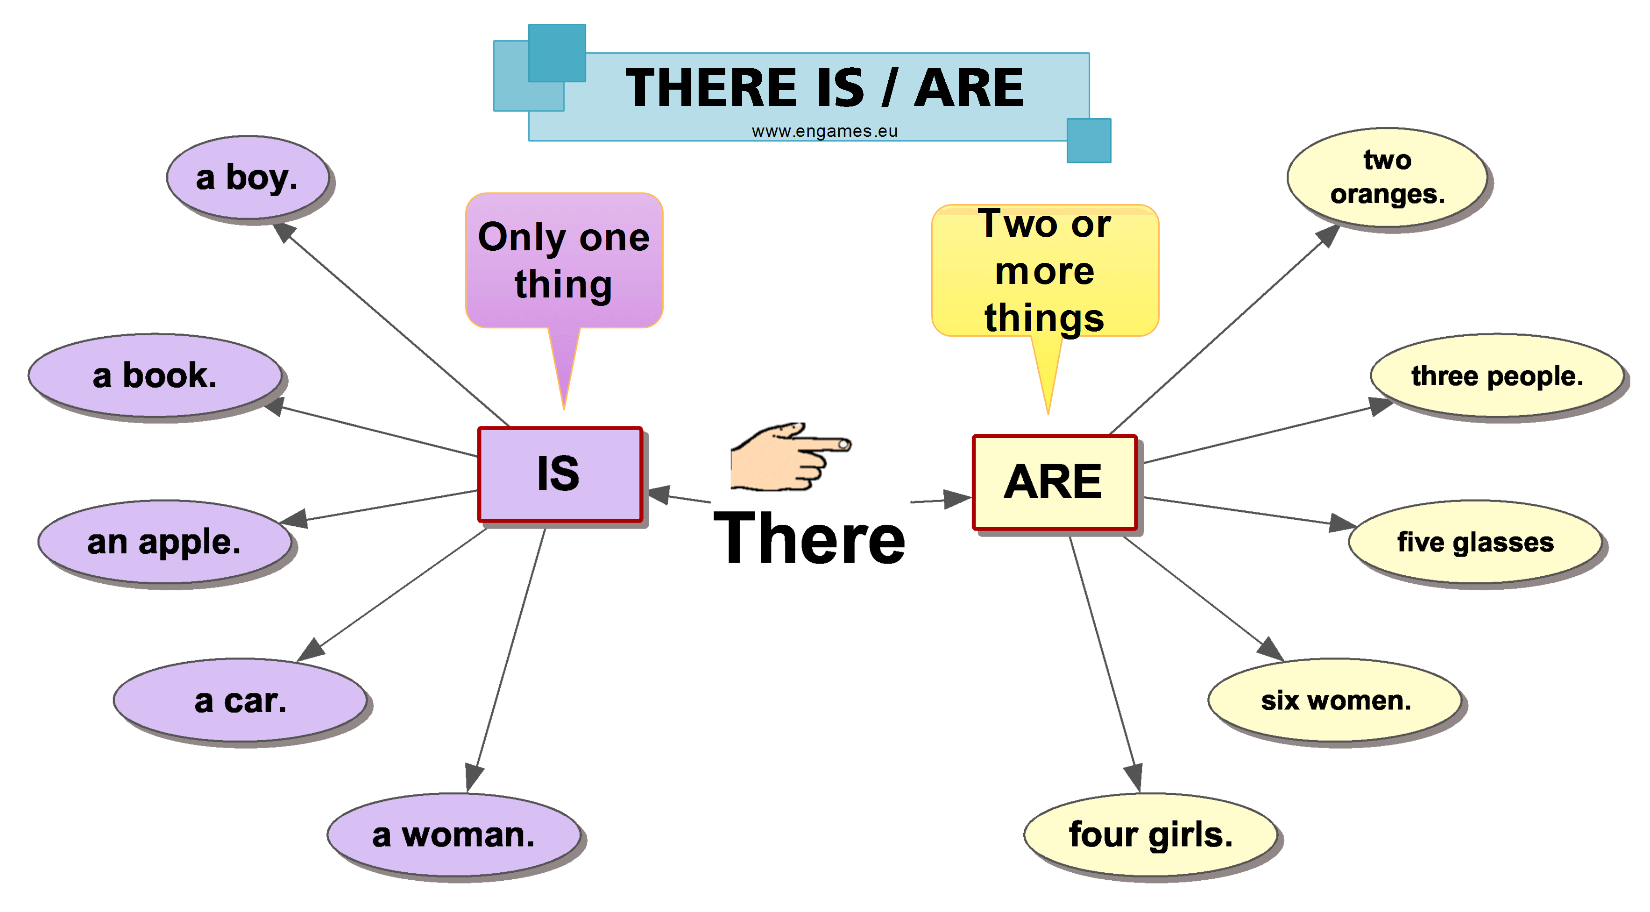 THERE IS / ARE
www.engames.eu
a boy.
Only one
thing
Two or
more
things
two
oranges.
a book.
three people.
IS
There
ARE
an apple.
five glasses
a car.
six women.
a woman.
four girls.